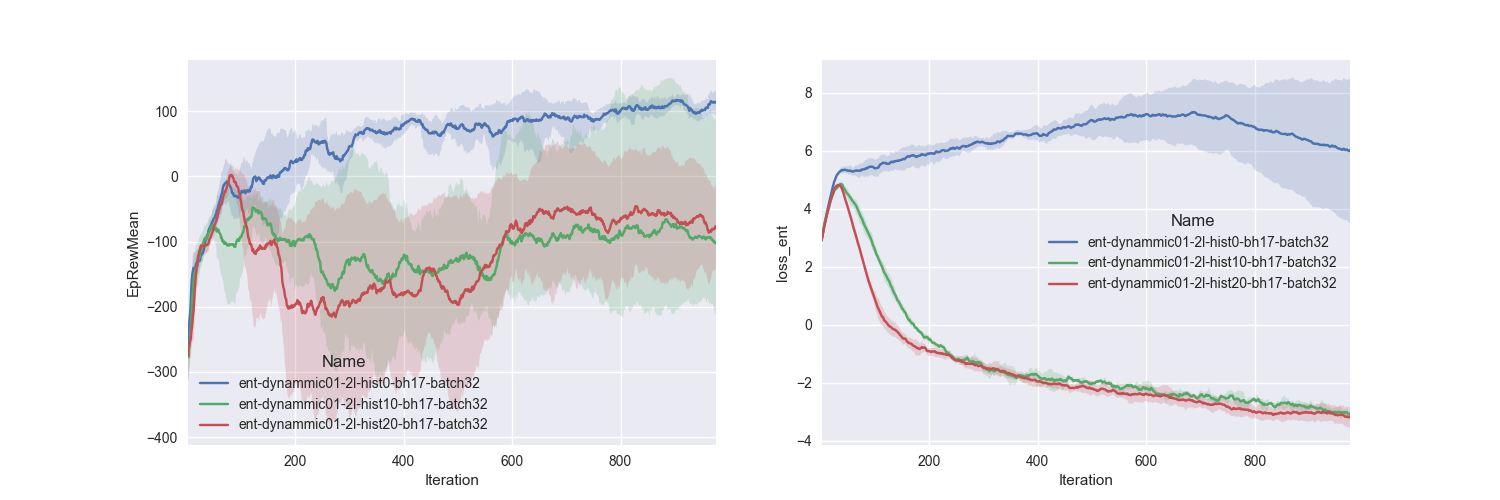 EpRewMean
100
0
−100
−200
−300
−400
200
400
600
800
Iteration
Name
ent-dynammic01-2l-hist0-bh17-batch32
ent-dynammic01-2l-hist10-bh17-batch32
ent-dynammic01-2l-hist20-bh17-batch32
loss_ent
8
6
4
2
0
−2
−4
200
400
600
800
Iteration
Name
ent-dynammic01-2l-hist0-bh17-batch32
ent-dynammic01-2l-hist10-bh17-batch32
ent-dynammic01-2l-hist20-bh17-batch32